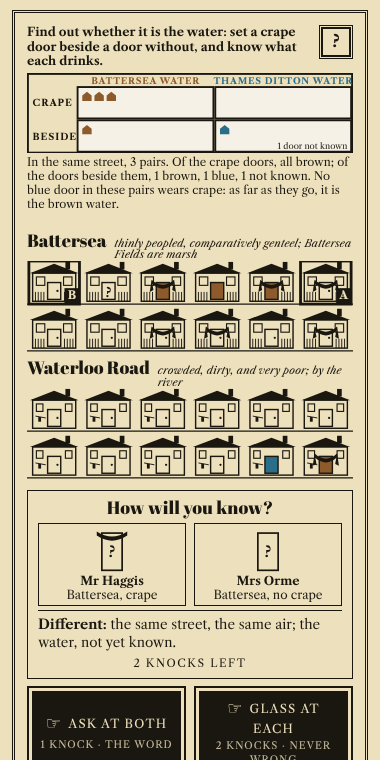 Find out whether it is the water: set a crape
door beside a door without, and know what
each drinks.
?
BATTERSEA WATER THAMES DITTON WATER
CRAPE
BESIDE
1 door not known
In the same street, 3 pairs. Of the crape doors, all brown; of
the doors beside them, 1 brown, 1 blue, 1 not known. No
blue door in these pairs wears crape: as far as they go, it is
the brown water.
Battersea thinly peopled, comparatively genteel; Battersea
Fields are marsh
B
?
A
Waterloo Road crowded, dirty, and very poor; by the
river
How will you know?
? ?
Mr Haggis Mrs Orme
Battersea, crape Battersea, no crape
Different: the same street, the same air; the
water, not yet known.
2 KNOCKS LEFT
☞ ASK AT BOTH
1 KNOCK · THE WORD
☞ GLASS AT
EACH
2 KNOCKS · NEVER
WRONG